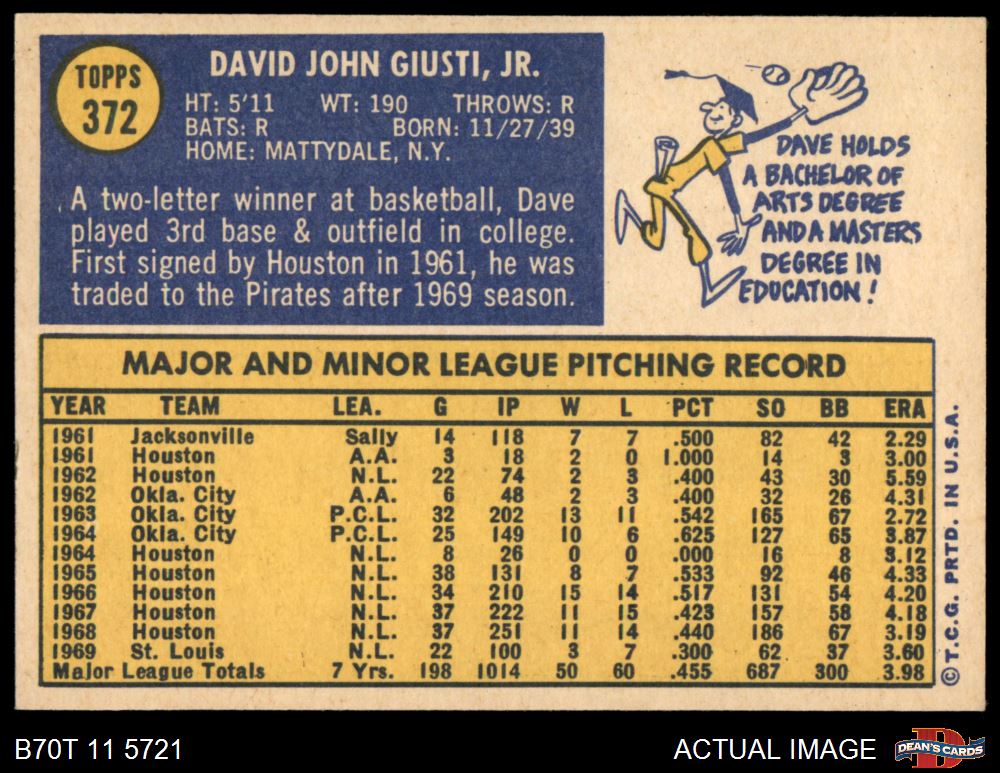 TOPPS
372
DAVID JOHN GIUSTI, JR.
HT: 5'11 WT: 190 THROWS: R
BATS: R BORN: 11/27/39
HOME: MATTYDALE, N.Y.
A two-letter winner at basketball, Dave
played 3rd base & outfield in college.
First signed by Houston in 1961, he was
traded to the Pirates after 1969 season.
DAVE HOLDS
A BACHELOR OF
ARTS DEGREE
AND A MASTERS
DEGREE IN
EDUCATION!
MAJOR AND MINOR LEAGUE PITCHING RECORD
YEAR TEAM LEA. G IP W L PCT SO BB ERA
1961 Jacksonville Sally 14 118 7 7 .500 82 42 2.29
1961 Houston A.A. 3 18 2 0 1.000 14 3 3.00
1962 Houston N.L. 22 74 2 3 .400 43 30 5.59
1962 Okla. City A.A. 6 48 2 3 .400 32 26 4.31
1963 Okla. City P.C.L. 32 202 13 11 .542 165 67 2.72
1964 Okla. City P.C.L. 25 149 10 6 .625 127 65 3.87
1964 Houston N.L. 8 26 0 0 .000 16 8 3.12
1965 Houston N.L. 38 131 8 7 .533 92 46 4.33
1966 Houston N.L. 34 210 15 14 .517 131 54 4.20
1967 Houston N.L. 37 222 11 15 .423 157 58 4.18
1968 Houston N.L. 37 251 11 14 .440 186 67 3.19
1969 St. Louis N.L. 22 100 3 7 .300 62 37 3.60
Major League Totals 7 Yrs. 198 1014 50 60 .455 687 300 3.98
© T.C.G. PRTD. IN U.S.A.
B70T 11 5721
ACTUAL IMAGE
D
DEAN'S CARDS